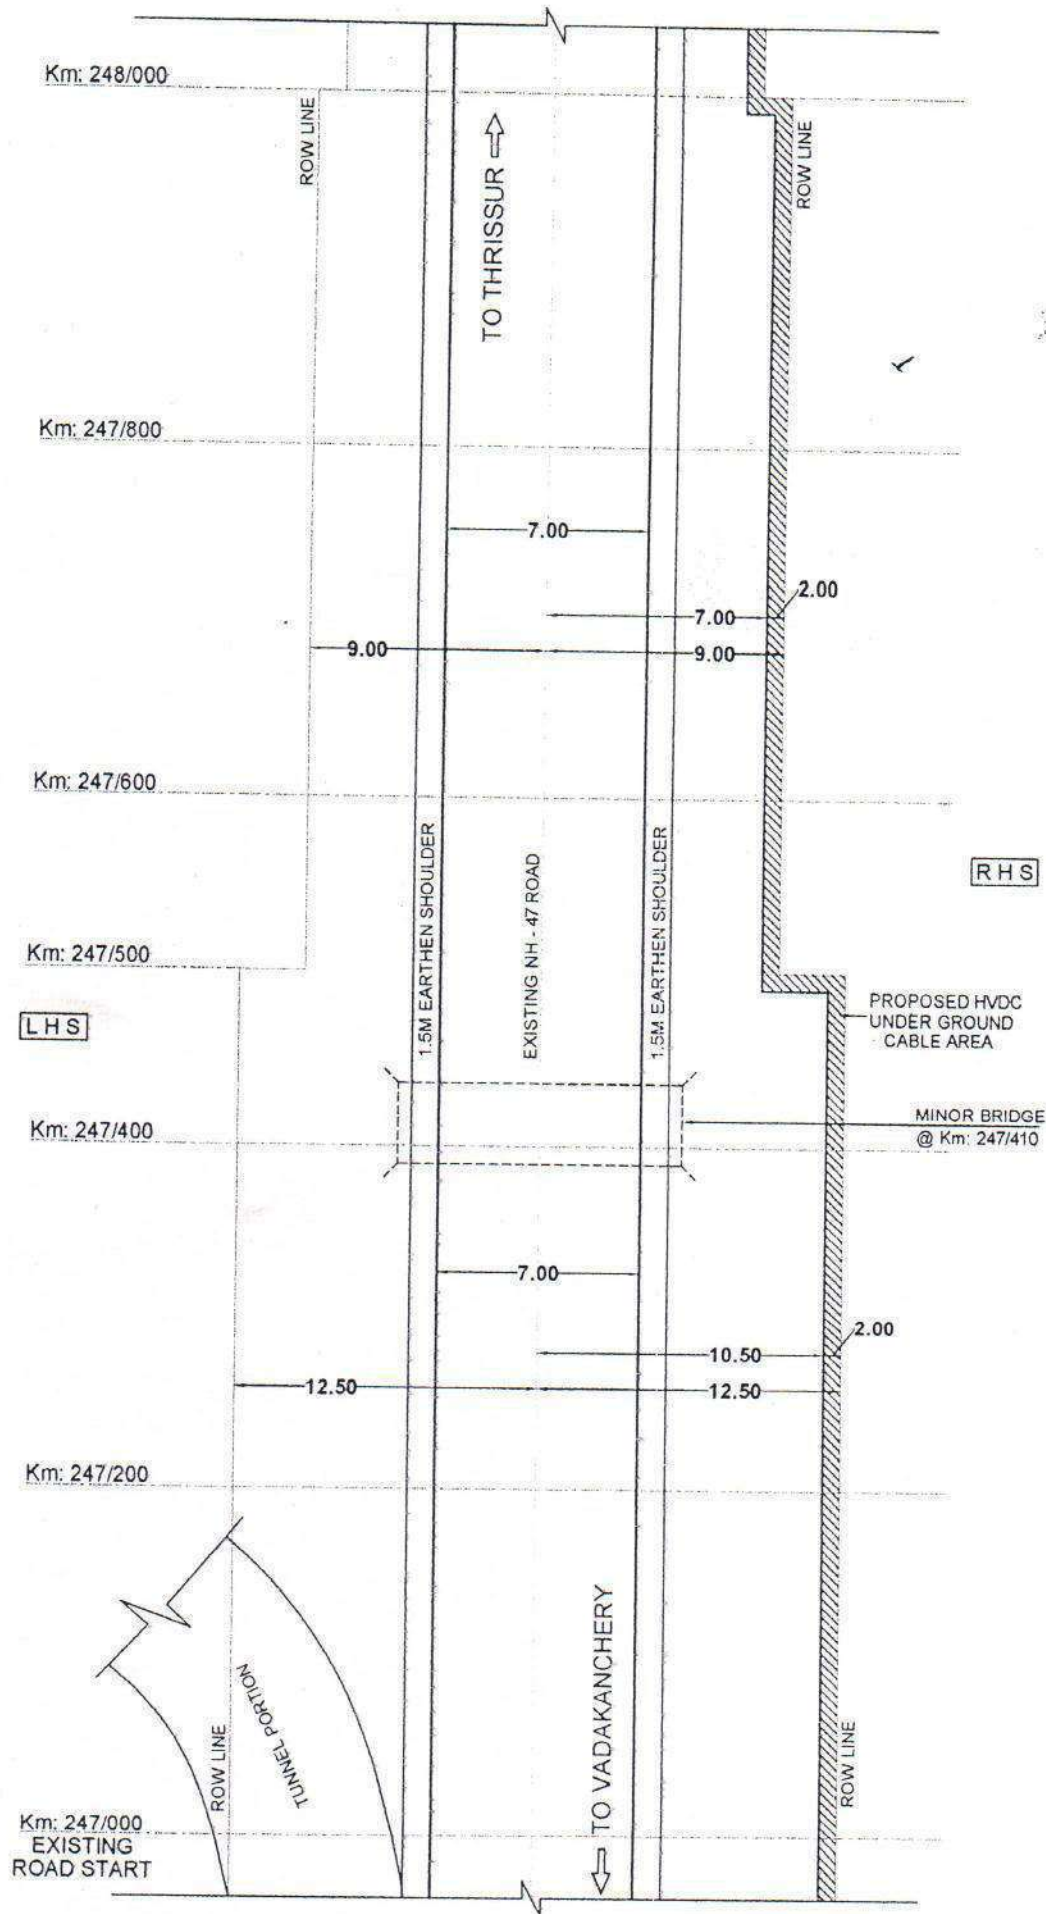 Km: 248/000
ROW LINE
ROW LINE
TO THRISSUR
Km: 247/800
7.00
2.00
7.00
9.00
9.00
Km: 247/600
1.5M EARTHEN SHOULDER
EXISTING NH - 47 ROAD
1.5M EARTHEN SHOULDER
RHS
Km: 247/500
LHS
PROPOSED HVDC
UNDER GROUND
CABLE AREA
MINOR BRIDGE
@ Km: 247/410
Km: 247/400
7.00
2.00
10.50
12.50
12.50
Km: 247/200
TUNNEL PORTION
ROW LINE
TO VADAKANCHERY
ROW LINE
Km: 247/000
EXISTING
ROAD START